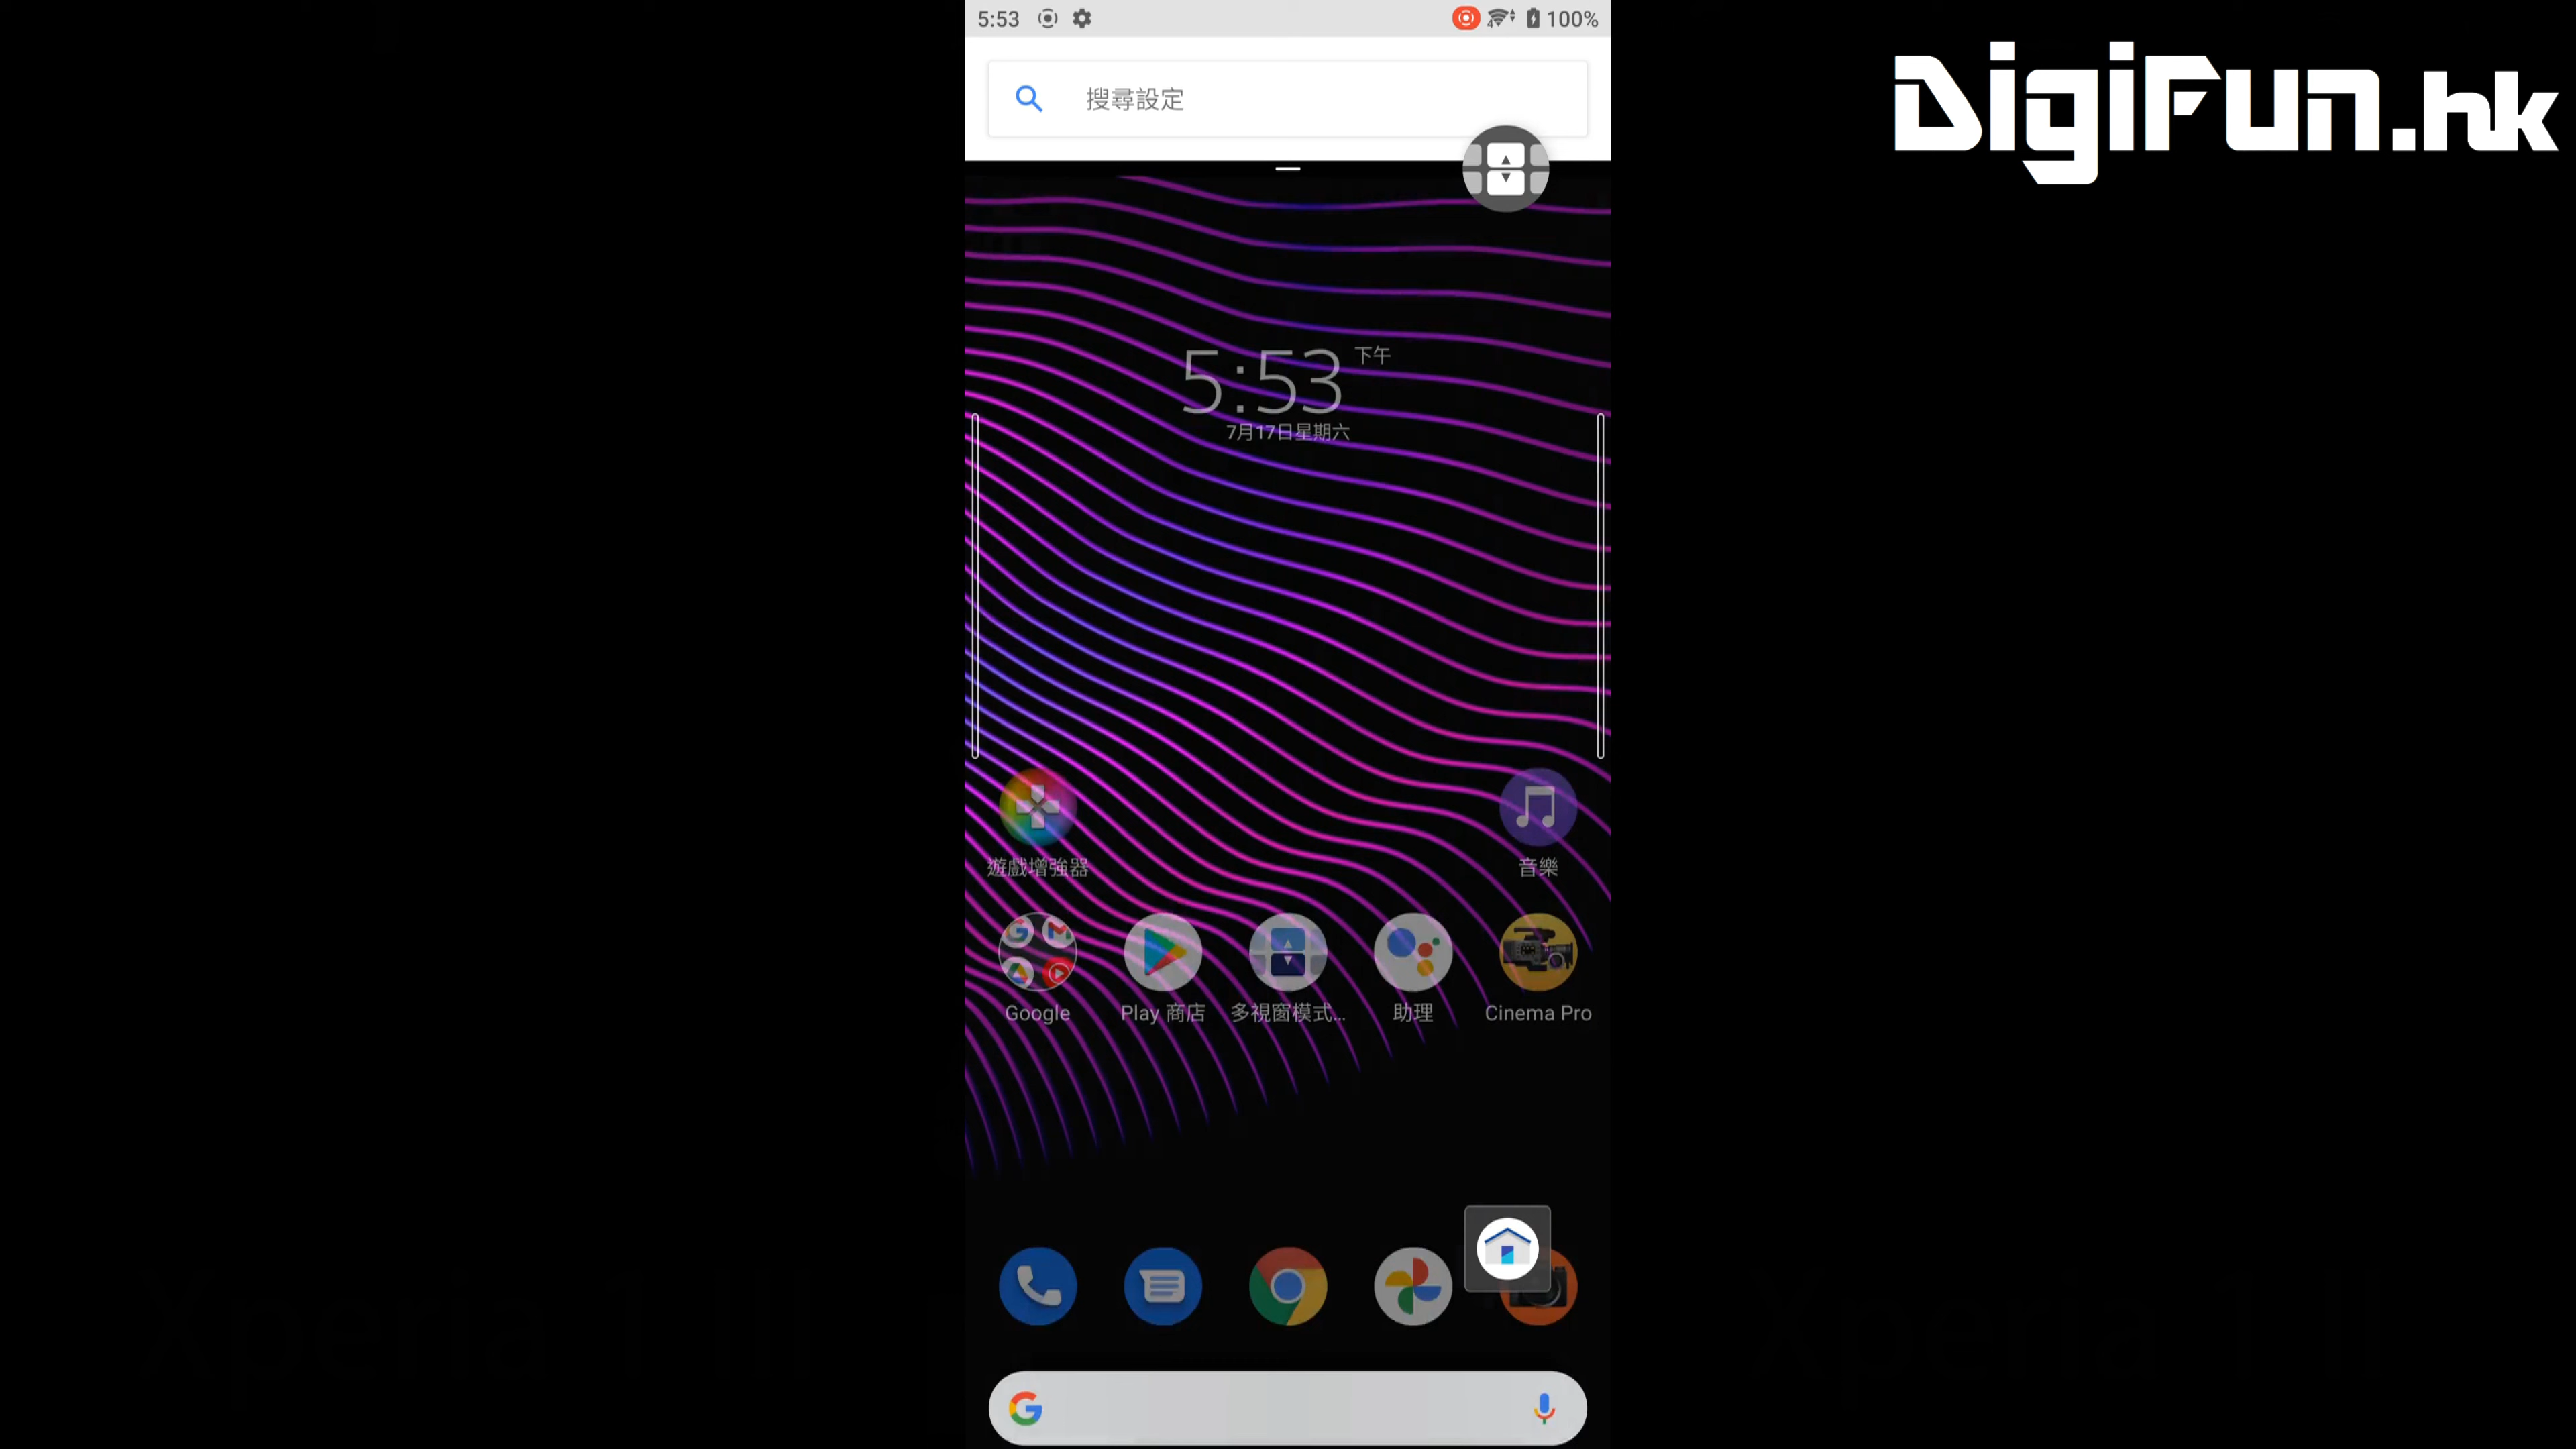 5:53
100%
DigiFun.hk
搜尋設定
5:53 下午
7月17日星期六
遊戲增強器
音樂
Google
Play 商店
多視窗模式...
助理
Cinema Pro